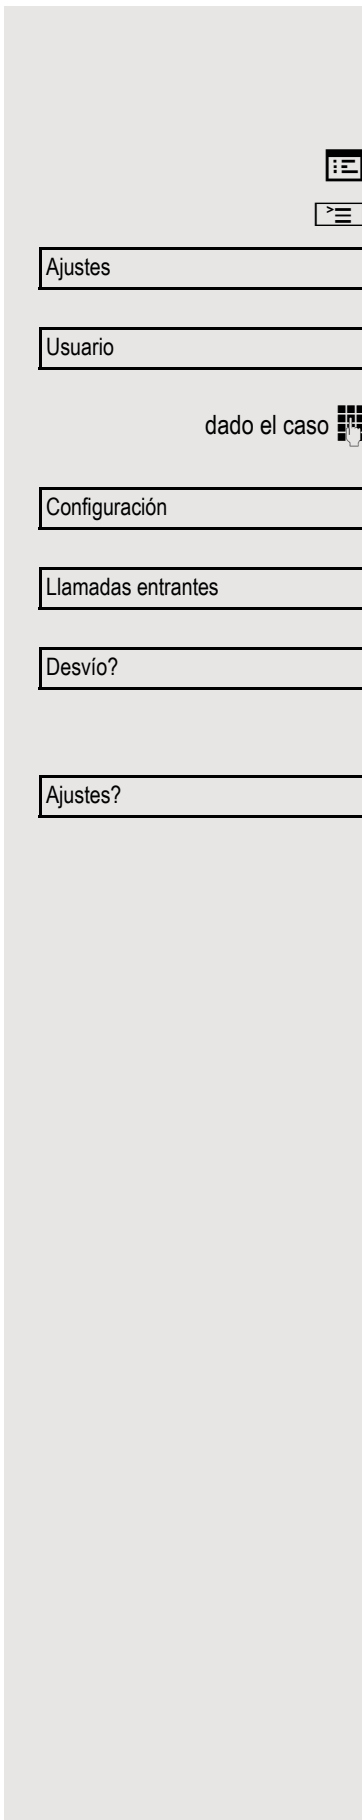 Ajustes
Usuario
dado el caso
Configuración
Llamadas entrantes
Desvío?
Ajustes?